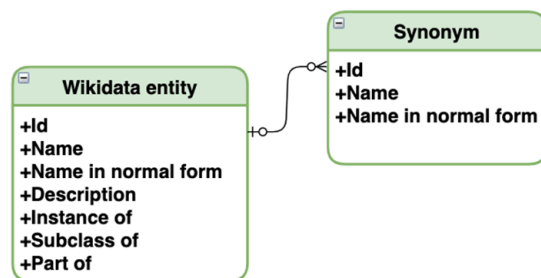 Wikidata entity
+Id
+Name
+Name in normal form
+Description
+Instance of
+Subclass of
+Part of
Synonym
+Id
+Name
+Name in normal form